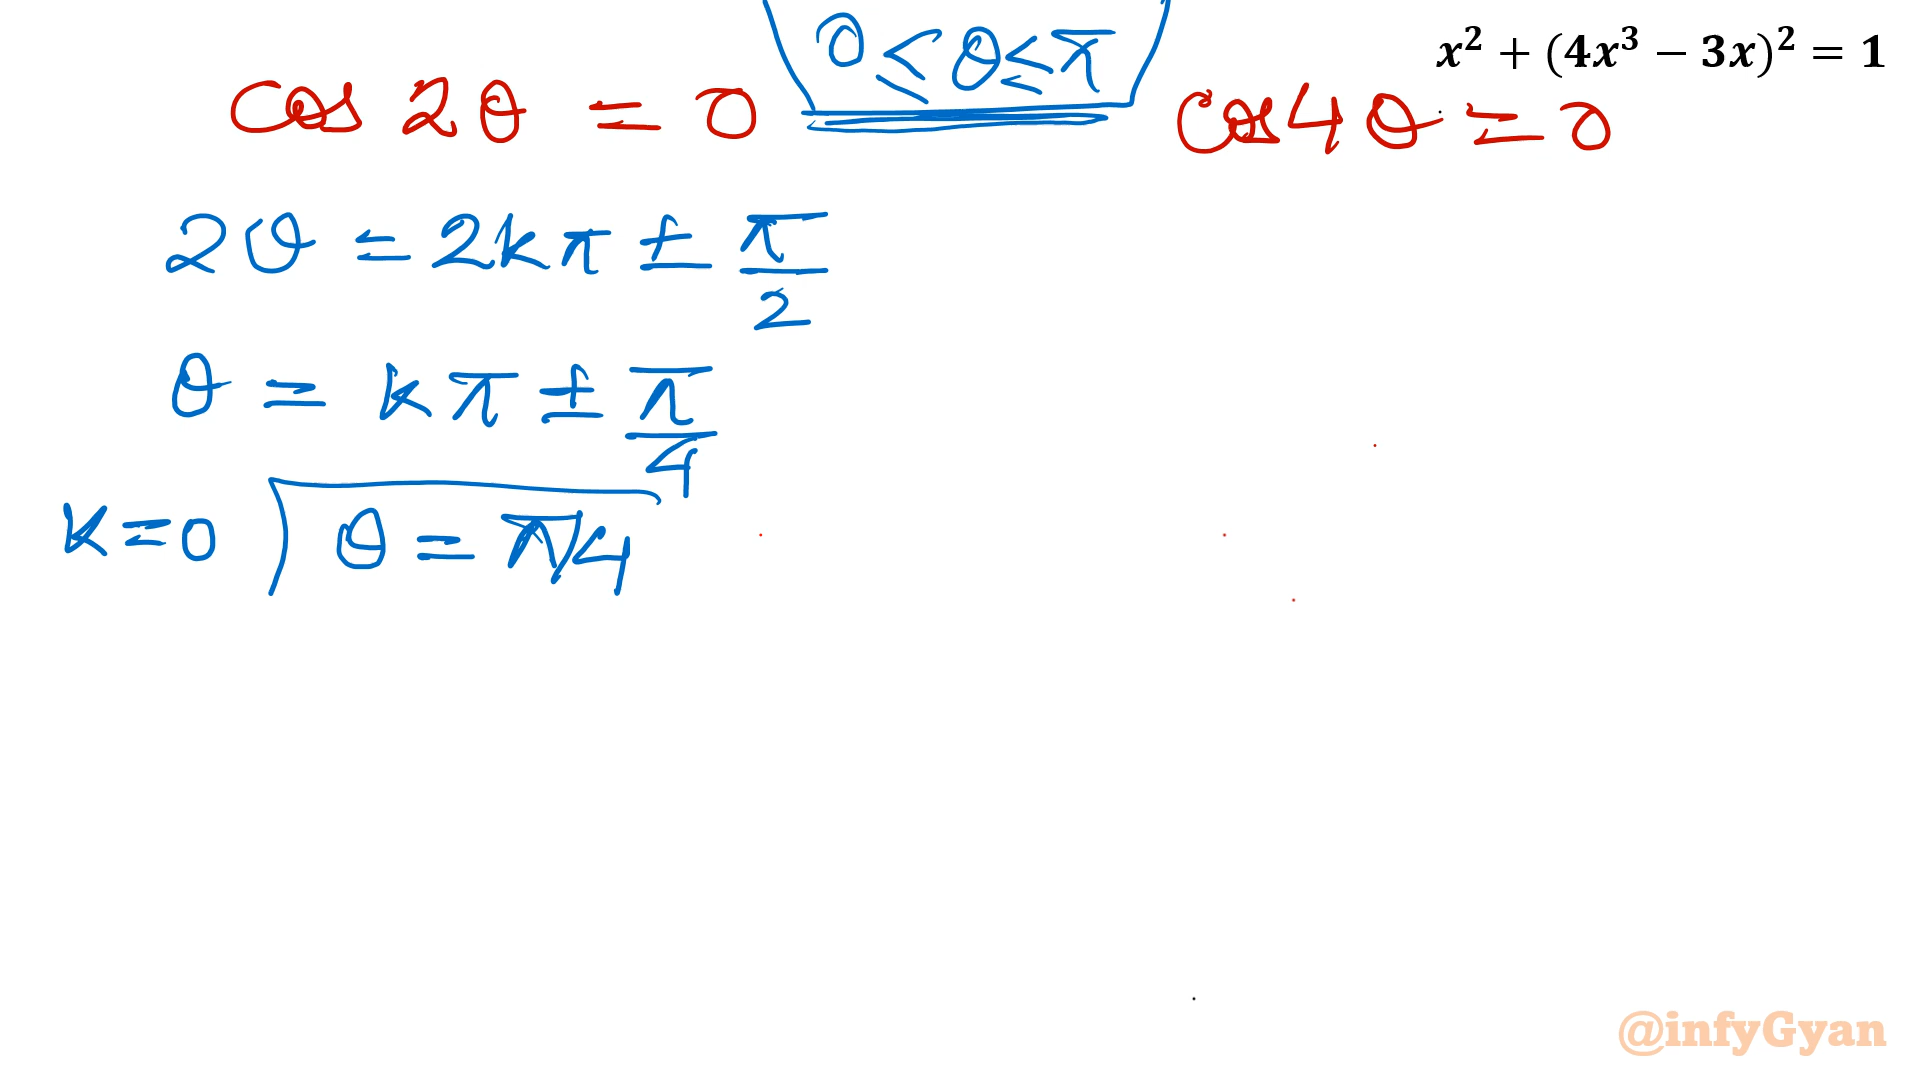 0 ≤ θ ≤ π
x² + (4x³ − 3x)² = 1
cos 2θ = 0
cos 4θ = 0
2θ = 2kπ ± π/2
θ = kπ ± π/4
k = 0 θ = π/4
@infyGyan